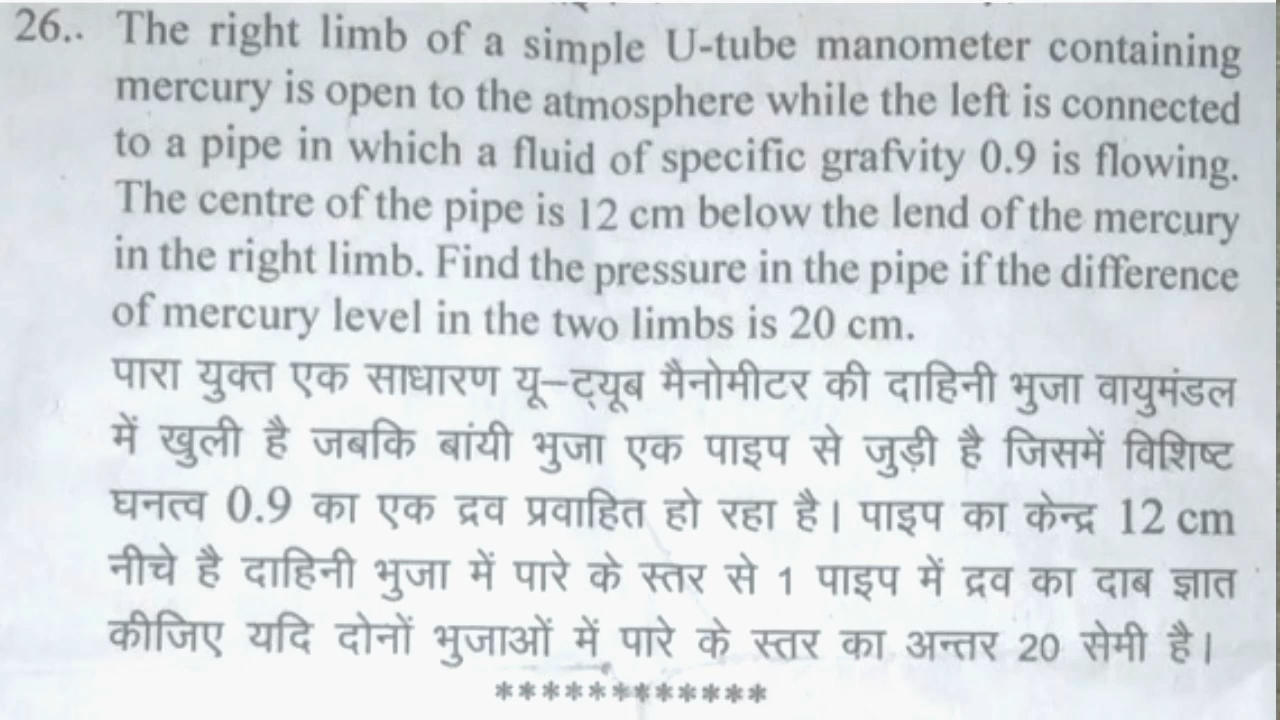 26.. The right limb of a simple U-tube manometer containing
mercury is open to the atmosphere while the left is connected
to a pipe in which a fluid of specific grafvity 0.9 is flowing.
The centre of the pipe is 12 cm below the lend of the mercury
in the right limb. Find the pressure in the pipe if the difference
of mercury level in the two limbs is 20 cm.
पारा युक्त एक साधारण यू–ट्यूब मैनोमीटर की दाहिनी भुजा वायुमंडल
में खुली है जबकि बांयी भुजा एक पाइप से जुड़ी है जिसमें विशिष्ट
घनत्व 0.9 का एक द्रव प्रवाहित हो रहा है। पाइप का केन्द्र 12 cm
नीचे है दाहिनी भुजा में पारे के स्तर से 1 पाइप में द्रव का दाब ज्ञात
कीजिए यदि दोनों भुजाओं में पारे के स्तर का अन्तर 20 सेमी है।
************